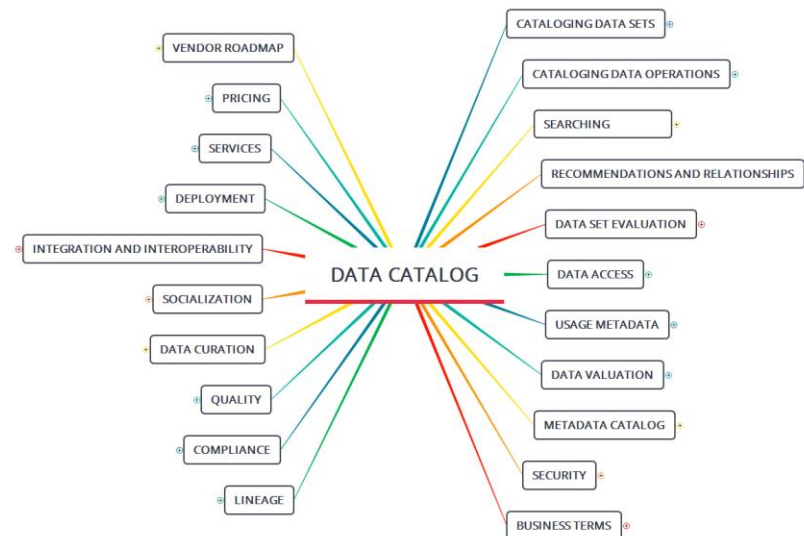 VENDOR ROADMAP
PRICING
SERVICES
DEPLOYMENT
INTEGRATION AND INTEROPERABILITY
SOCIALIZATION
DATA CURATION
QUALITY
COMPLIANCE
LINEAGE
DATA CATALOG
CATALOGING DATA SETS
CATALOGING DATA OPERATIONS
SEARCHING
RECOMMENDATIONS AND RELATIONSHIPS
DATA SET EVALUATION
DATA ACCESS
USAGE METADATA
DATA VALUATION
METADATA CATALOG
SECURITY
BUSINESS TERMS